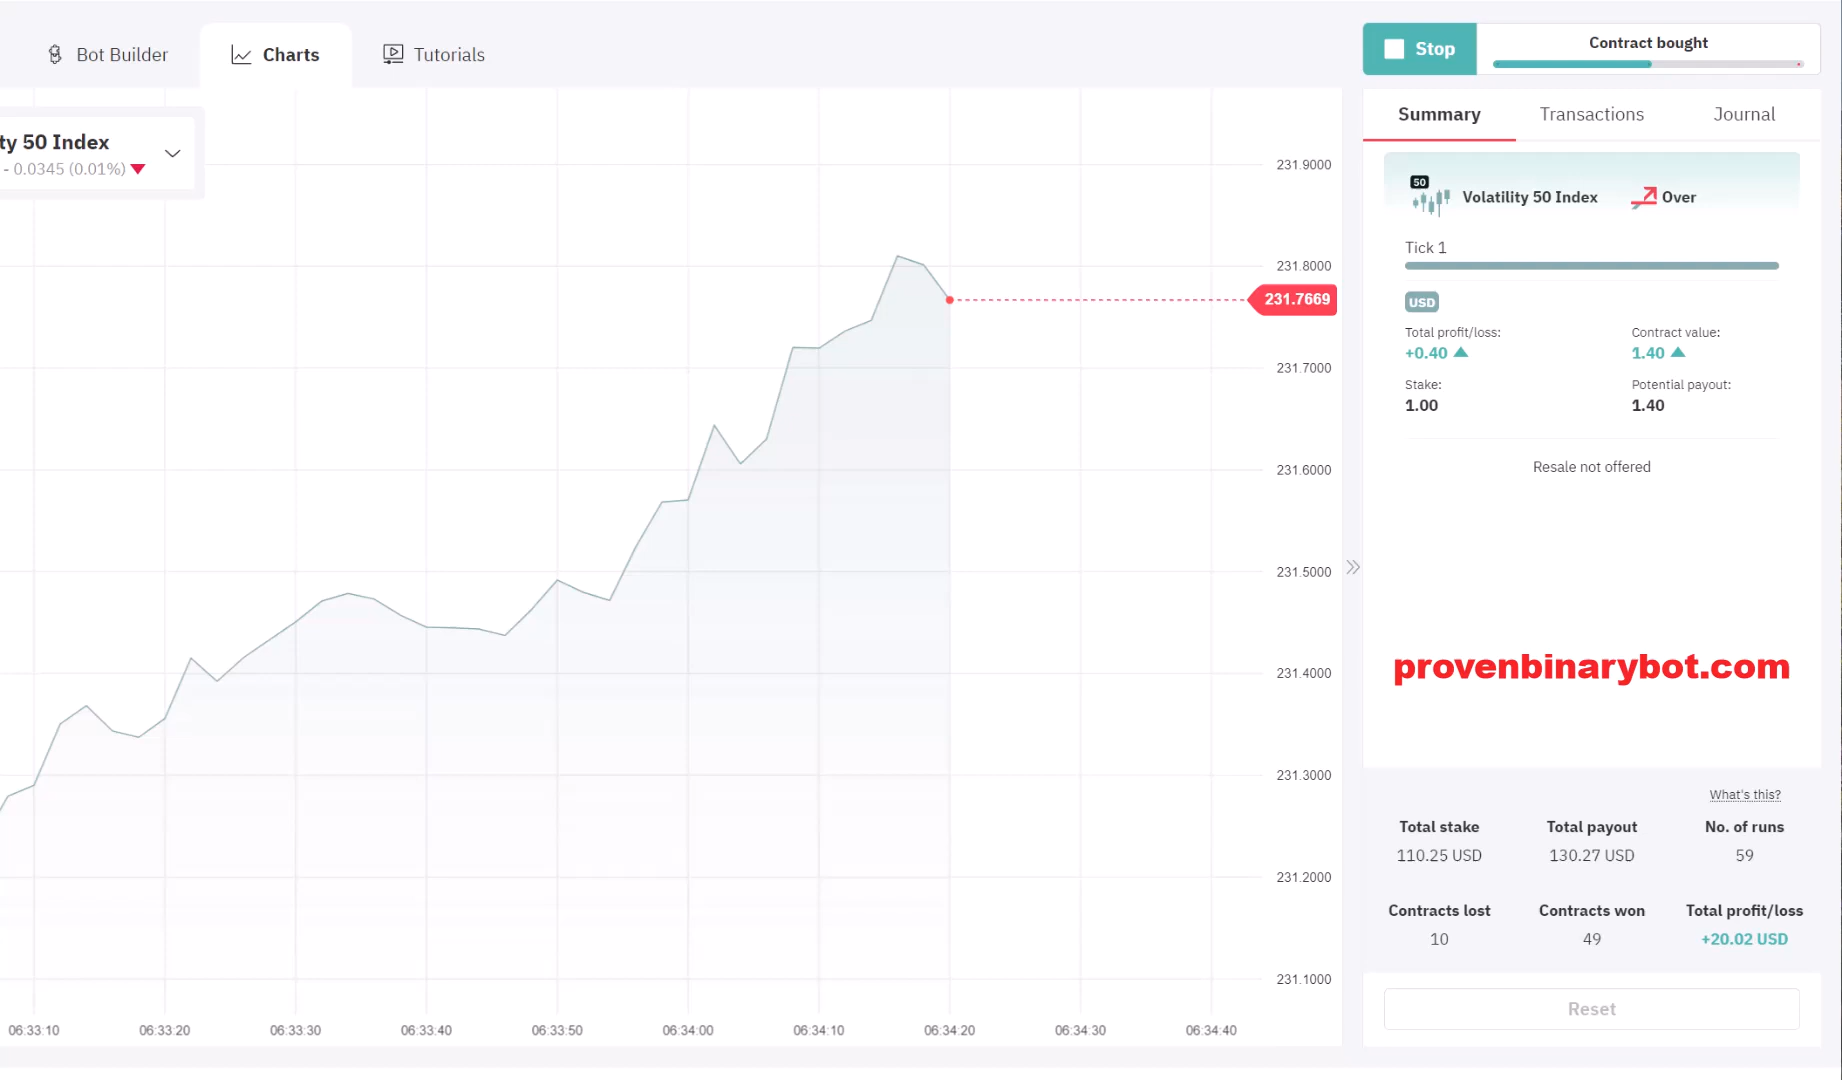 Bot Builder
Charts
Tutorials
Stop
Contract bought
ty 50 Index
- 0.0345 (0.01%)
Summary
Transactions
Journal
50
Volatility 50 Index
Over
Tick 1
USD
Total profit/loss:
+0.40
Contract value:
1.40
Stake:
1.00
Potential payout:
1.40
Resale not offered
provenbinarybot.com
What's this?
Total stake
110.25 USD
Total payout
130.27 USD
No. of runs
59
Contracts lost
10
Contracts won
49
Total profit/loss
+20.02 USD
Reset
231.9000
231.8000
231.7669
231.7000
231.6000
231.5000
231.4000
231.3000
231.2000
231.1000
06:33:10
06:33:20
06:33:30
06:33:40
06:33:50
06:34:00
06:34:10
06:34:20
06:34:30
06:34:40